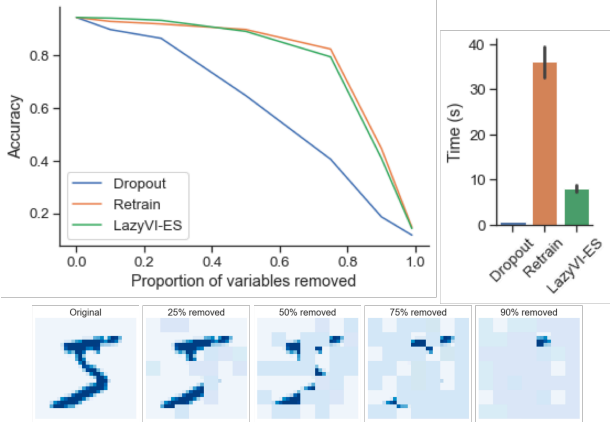 Accuracy
0.8
0.6
0.4
0.2
Dropout
Retrain
LazyVI-ES
0.0 0.2 0.4 0.6 0.8 1.0
Proportion of variables removed
Time (s)
40
30
20
10
0
Dropout
Retrain
LazyVI-ES
Original 25% removed 50% removed 75% removed 90% removed